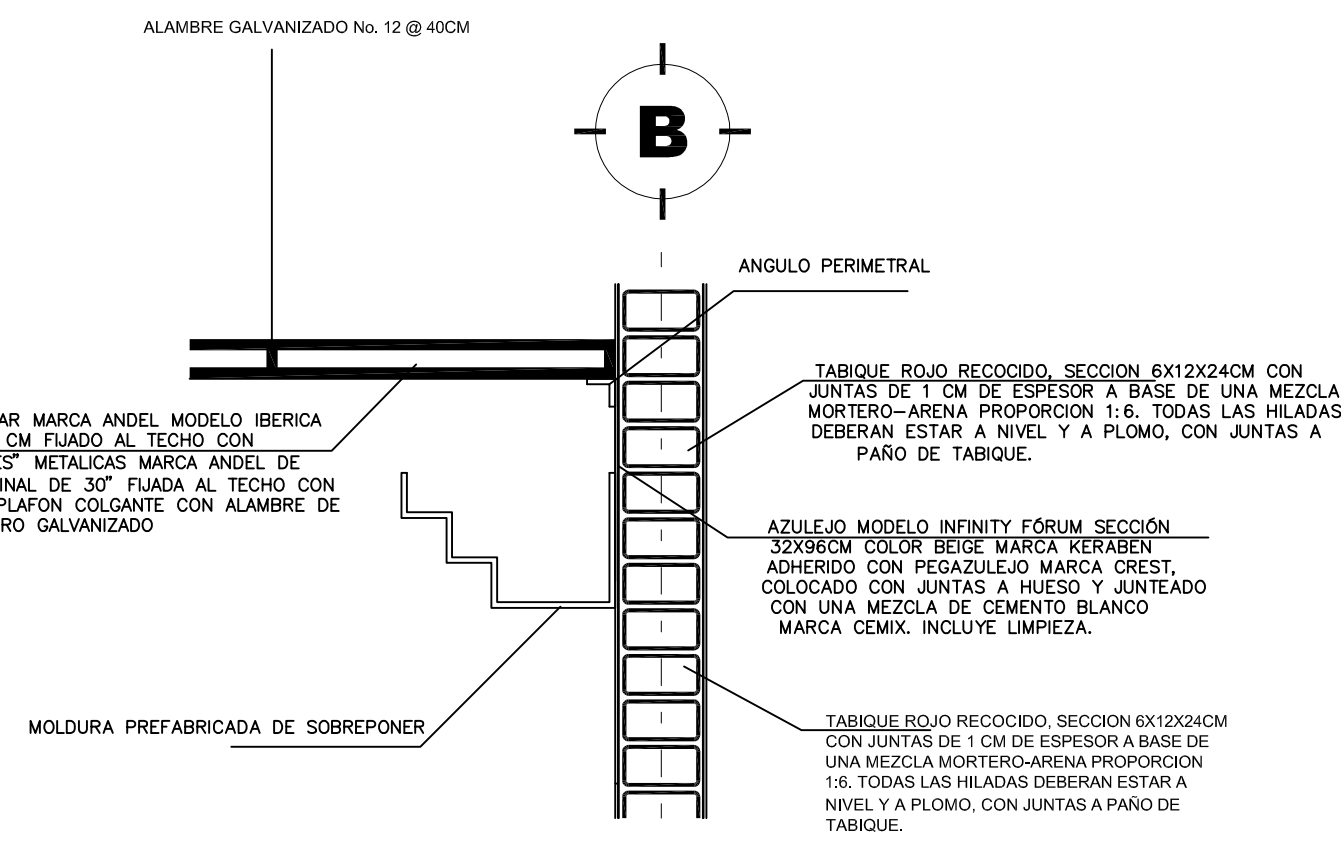 ALAMBRE GALVANIZADO No. 12 @ 40CM
B
ANGULO PERIMETRAL
TABIQUE ROJO RECOCIDO, SECCION 6X12X24CM CON
JUNTAS DE 1 CM DE ESPESOR A BASE DE UNA MEZCLA
MORTERO-ARENA PROPORCION 1:6. TODAS LAS HILADAS
DEBERAN ESTAR A NIVEL Y A PLOMO, CON JUNTAS A
PAÑO DE TABIQUE.
AR MARCA ANDEL MODELO IBERICA
CM FIJADO AL TECHO CON
ES" METALICAS MARCA ANDEL DE
INAL DE 30" FIJADA AL TECHO CON
PLAFON COLGANTE CON ALAMBRE DE
RO GALVANIZADO
AZULEJO MODELO INFINITY FÓRUM SECCIÓN
32X96CM COLOR BEIGE MARCA KERABEN
ADHERIDO CON PEGAZULEJO MARCA CREST,
COLOCADO CON JUNTAS A HUESO Y JUNTEADO
CON UNA MEZCLA DE CEMENTO BLANCO
MARCA CEMIX. INCLUYE LIMPIEZA.
MOLDURA PREFABRICADA DE SOBREPONER
TABIQUE ROJO RECOCIDO, SECCION 6X12X24CM
CON JUNTAS DE 1 CM DE ESPESOR A BASE DE
UNA MEZCLA MORTERO-ARENA PROPORCION
1:6. TODAS LAS HILADAS DEBERAN ESTAR A
NIVEL Y A PLOMO, CON JUNTAS A PAÑO DE
TABIQUE.